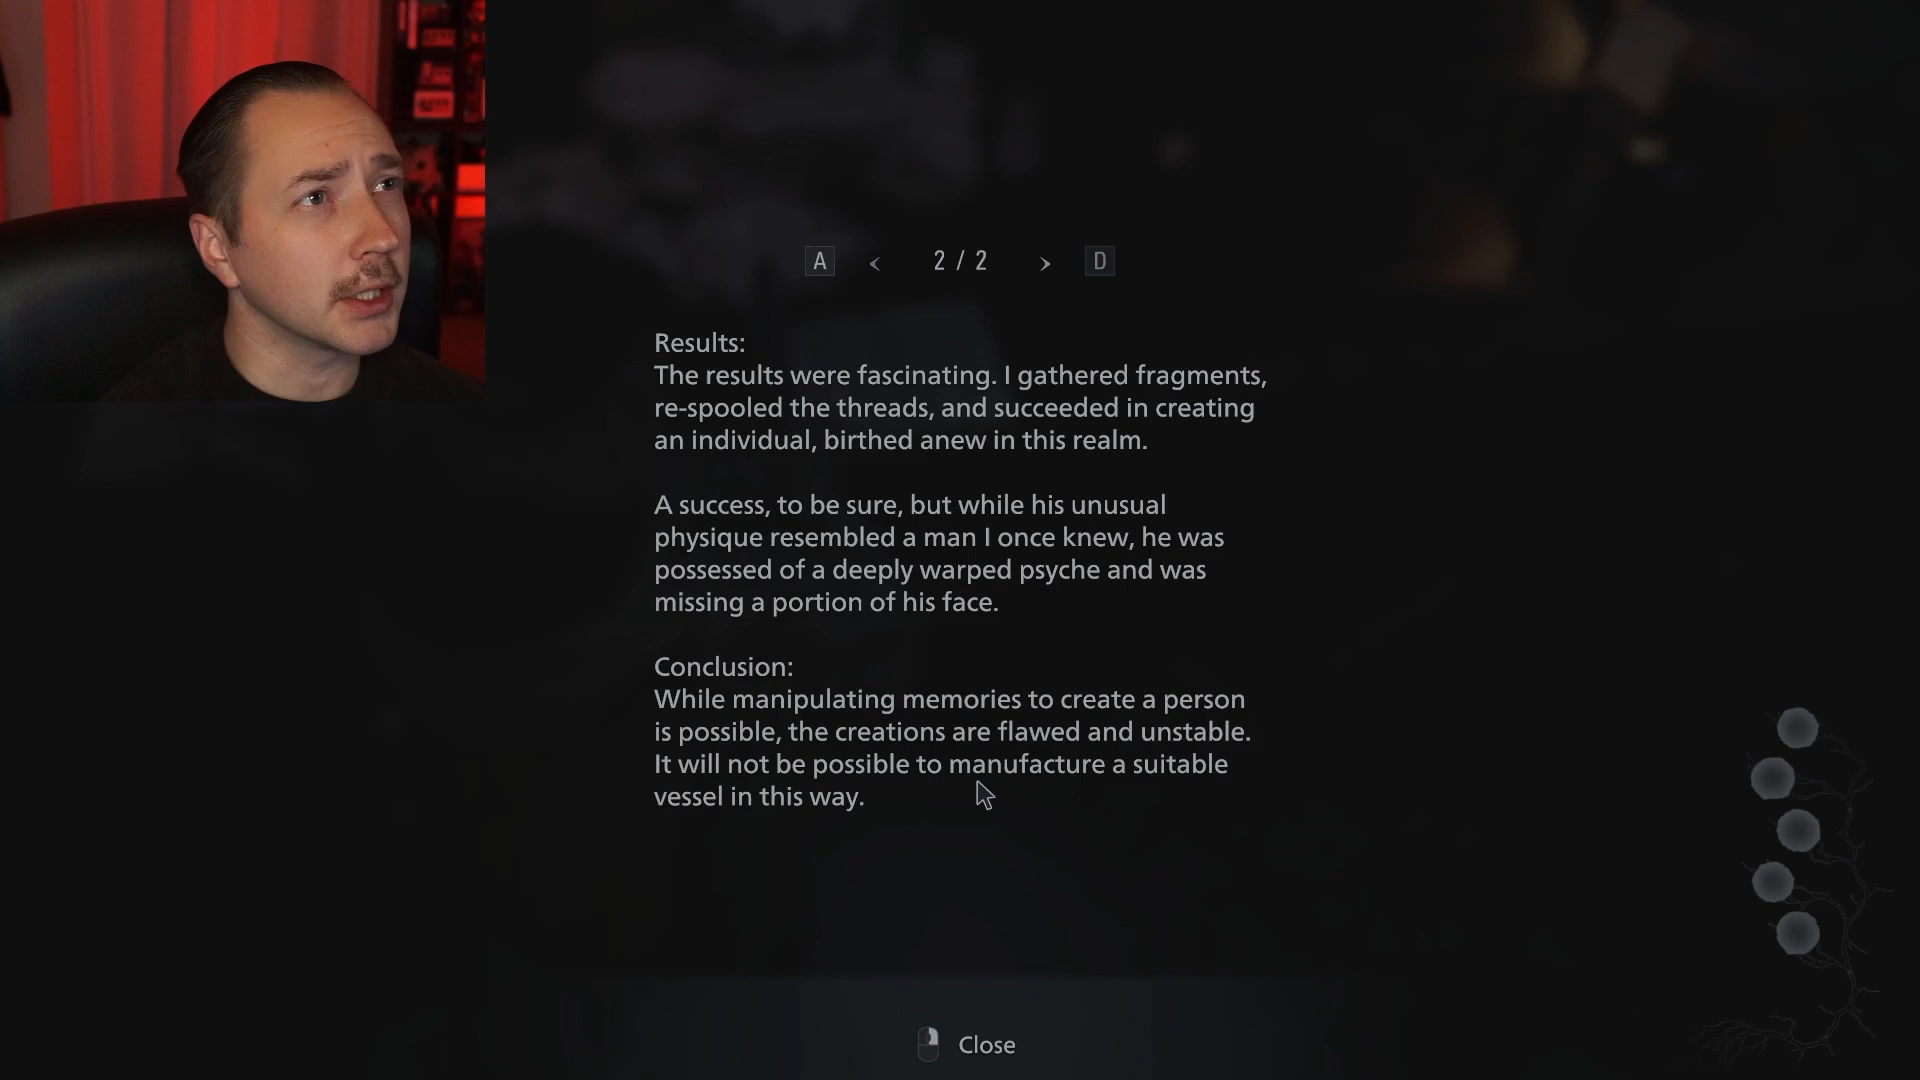 A < 2 / 2 > D
Results:
The results were fascinating. I gathered fragments,
re-spooled the threads, and succeeded in creating
an individual, birthed anew in this realm.
A success, to be sure, but while his unusual
physique resembled a man I once knew, he was
possessed of a deeply warped psyche and was
missing a portion of his face.
Conclusion:
While manipulating memories to create a person
is possible, the creations are flawed and unstable.
It will not be possible to manufacture a suitable
vessel in this way.
Close